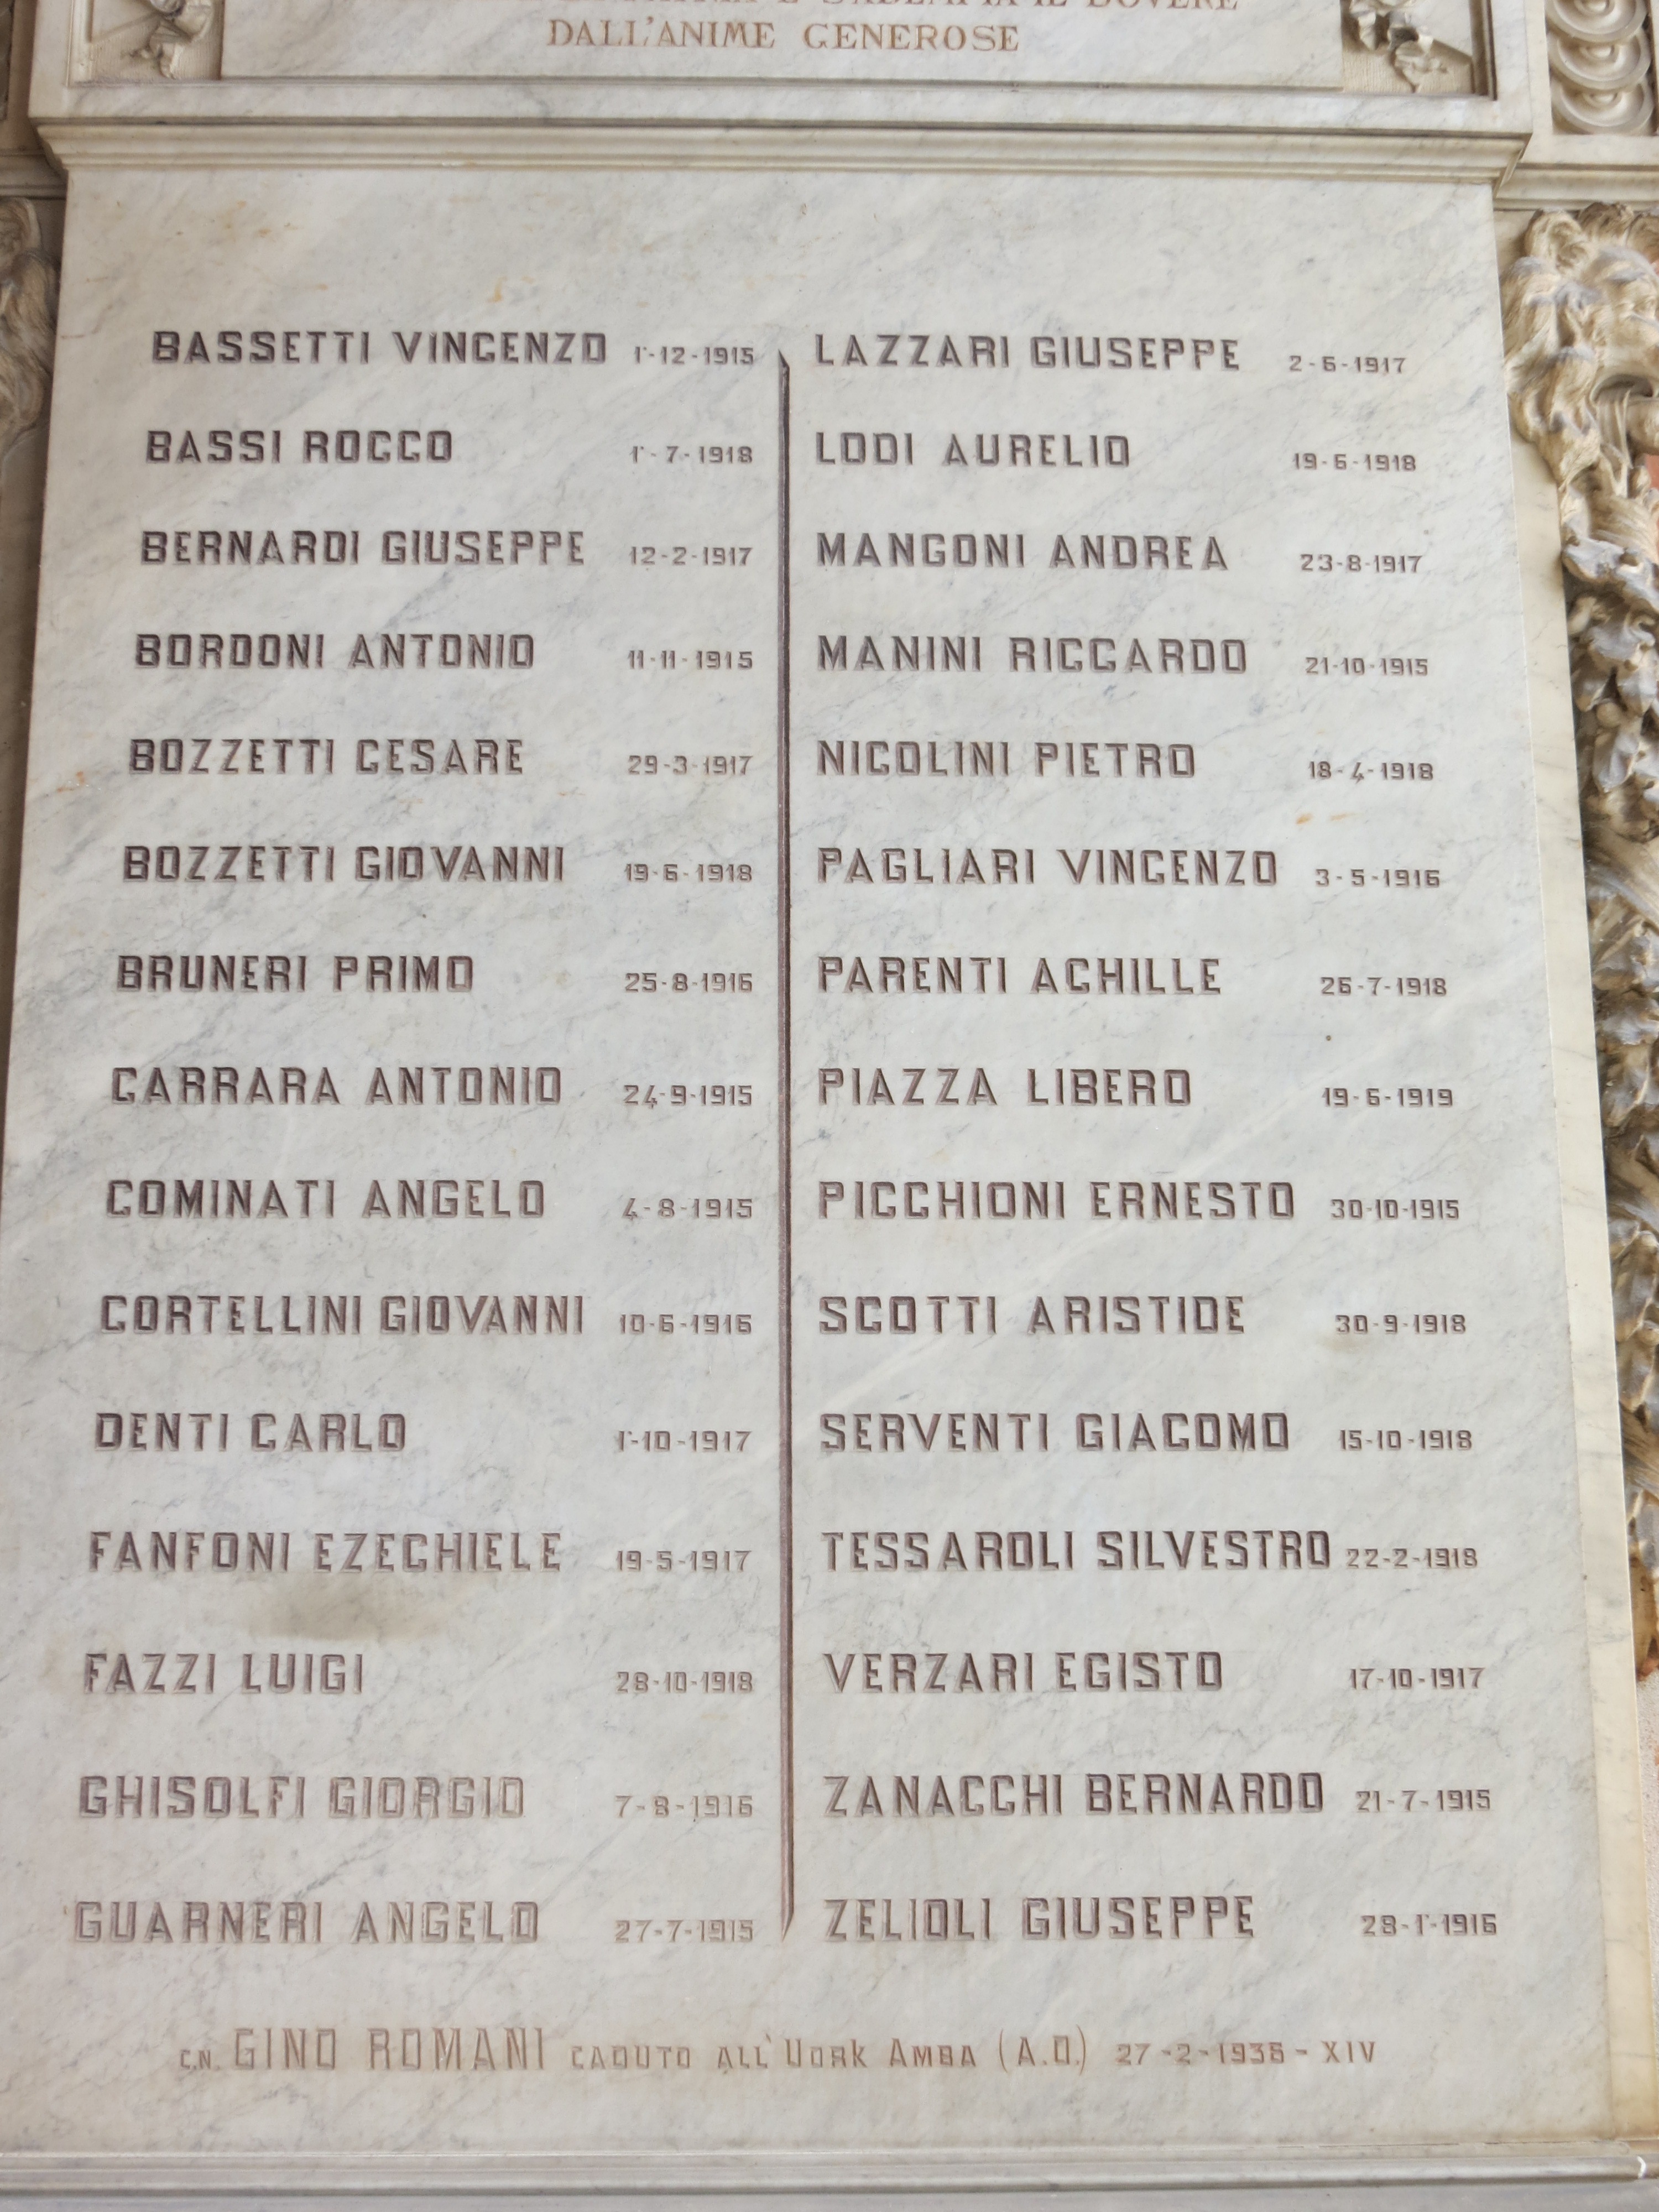 DALL'ANIME GENEROSE
BASSETTI VINCENZO 1°-12-1915
BASSI ROCCO 1°-7-1918
BERNARDI GIUSEPPE 12-2-1917
BORDONI ANTONIO 11-11-1915
BOZZETTI CESARE 29-3-1917
BOZZETTI GIOVANNI 19-6-1918
BRUNERI PRIMO 25-8-1916
CARRARA ANTONIO 24-9-1915
COMINATI ANGELO 4-8-1915
CORTELLINI GIOVANNI 10-6-1916
DENTI CARLO 1°-10-1917
FANFONI EZECHIELE 19-5-1917
FAZZI LUIGI 28-10-1918
GHISOLFI GIORGIO 7-8-1916
GUARNERI ANGELO 27-7-1915
LAZZARI GIUSEPPE 2-6-1917
LODI AURELIO 19-6-1918
MANGONI ANDREA 23-8-1917
MANINI RICCARDO 21-10-1915
NICOLINI PIETRO 18-4-1918
PAGLIARI VINCENZO 3-5-1916
PARENTI ACHILLE 26-7-1918
PIAZZA LIBERO 19-6-1919
PICCHIONI ERNESTO 30-10-1915
SCOTTI ARISTIDE 30-9-1918
SERVENTI GIACOMO 15-10-1918
TESSAROLI SILVESTRO 22-2-1918
VERZARI EGISTO 17-10-1917
ZANACCHI BERNARDO 21-7-1915
ZELIOLI GIUSEPPE 28-1°-1916
C.N. GINO ROMANI CADUTO ALL'UORK AMBA (A.O.) 27-2-1936-XIV